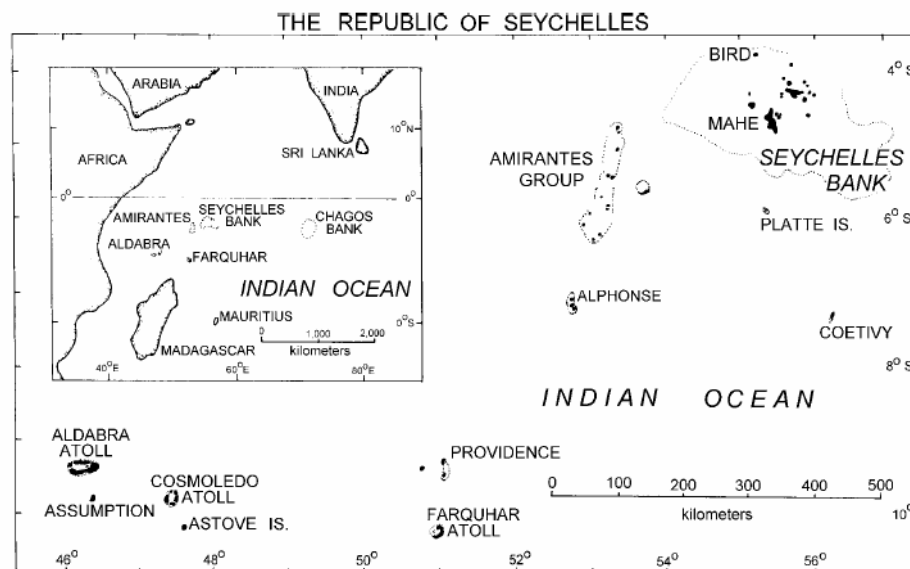 THE REPUBLIC OF SEYCHELLES
ARABIA
INDIA
AFRICA
SRI LANKA
10°N
0°
0°
AMIRANTES
SEYCHELLES
BANK
CHAGOS
BANK
ALDABRA
FARQUHAR
INDIAN OCEAN
MAURITIUS
0°S
0 1,000 2,000
kilometers
MADAGASCAR
40°E
60°E
80°E
BIRD
4°S
MAHE
SEYCHELLES
BANK
AMIRANTES
GROUP
6°S
PLATTE IS.
ALPHONSE
COETIVY
8°S
INDIAN OCEAN
ALDABRA
ATOLL
PROVIDENCE
COSMOLEDO
ATOLL
ASSUMPTION
ASTOVE IS.
FARQUHAR
ATOLL
0 100 200 300 400 500
kilometers
10°
46° 48° 50° 52° 54° 56°